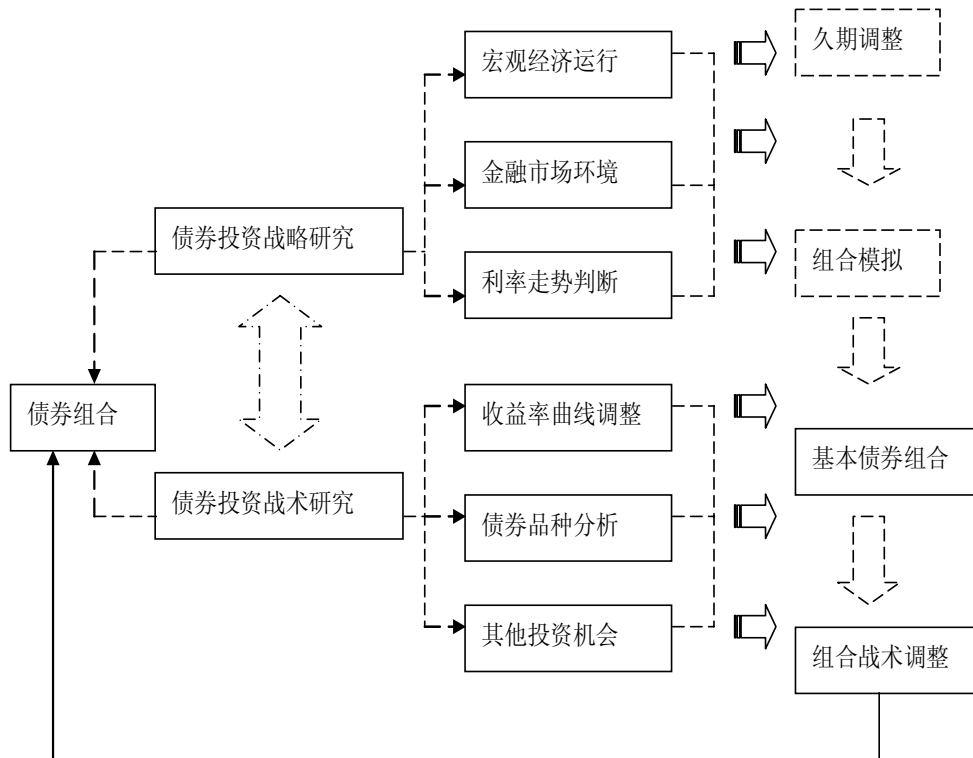 宏观经济运行
久期调整
金融市场环境
债券投资战略研究
利率走势判断
组合模拟
债券组合
收益率曲线调整
基本债券组合
债券投资战术研究
债券品种分析
其他投资机会
组合战术调整